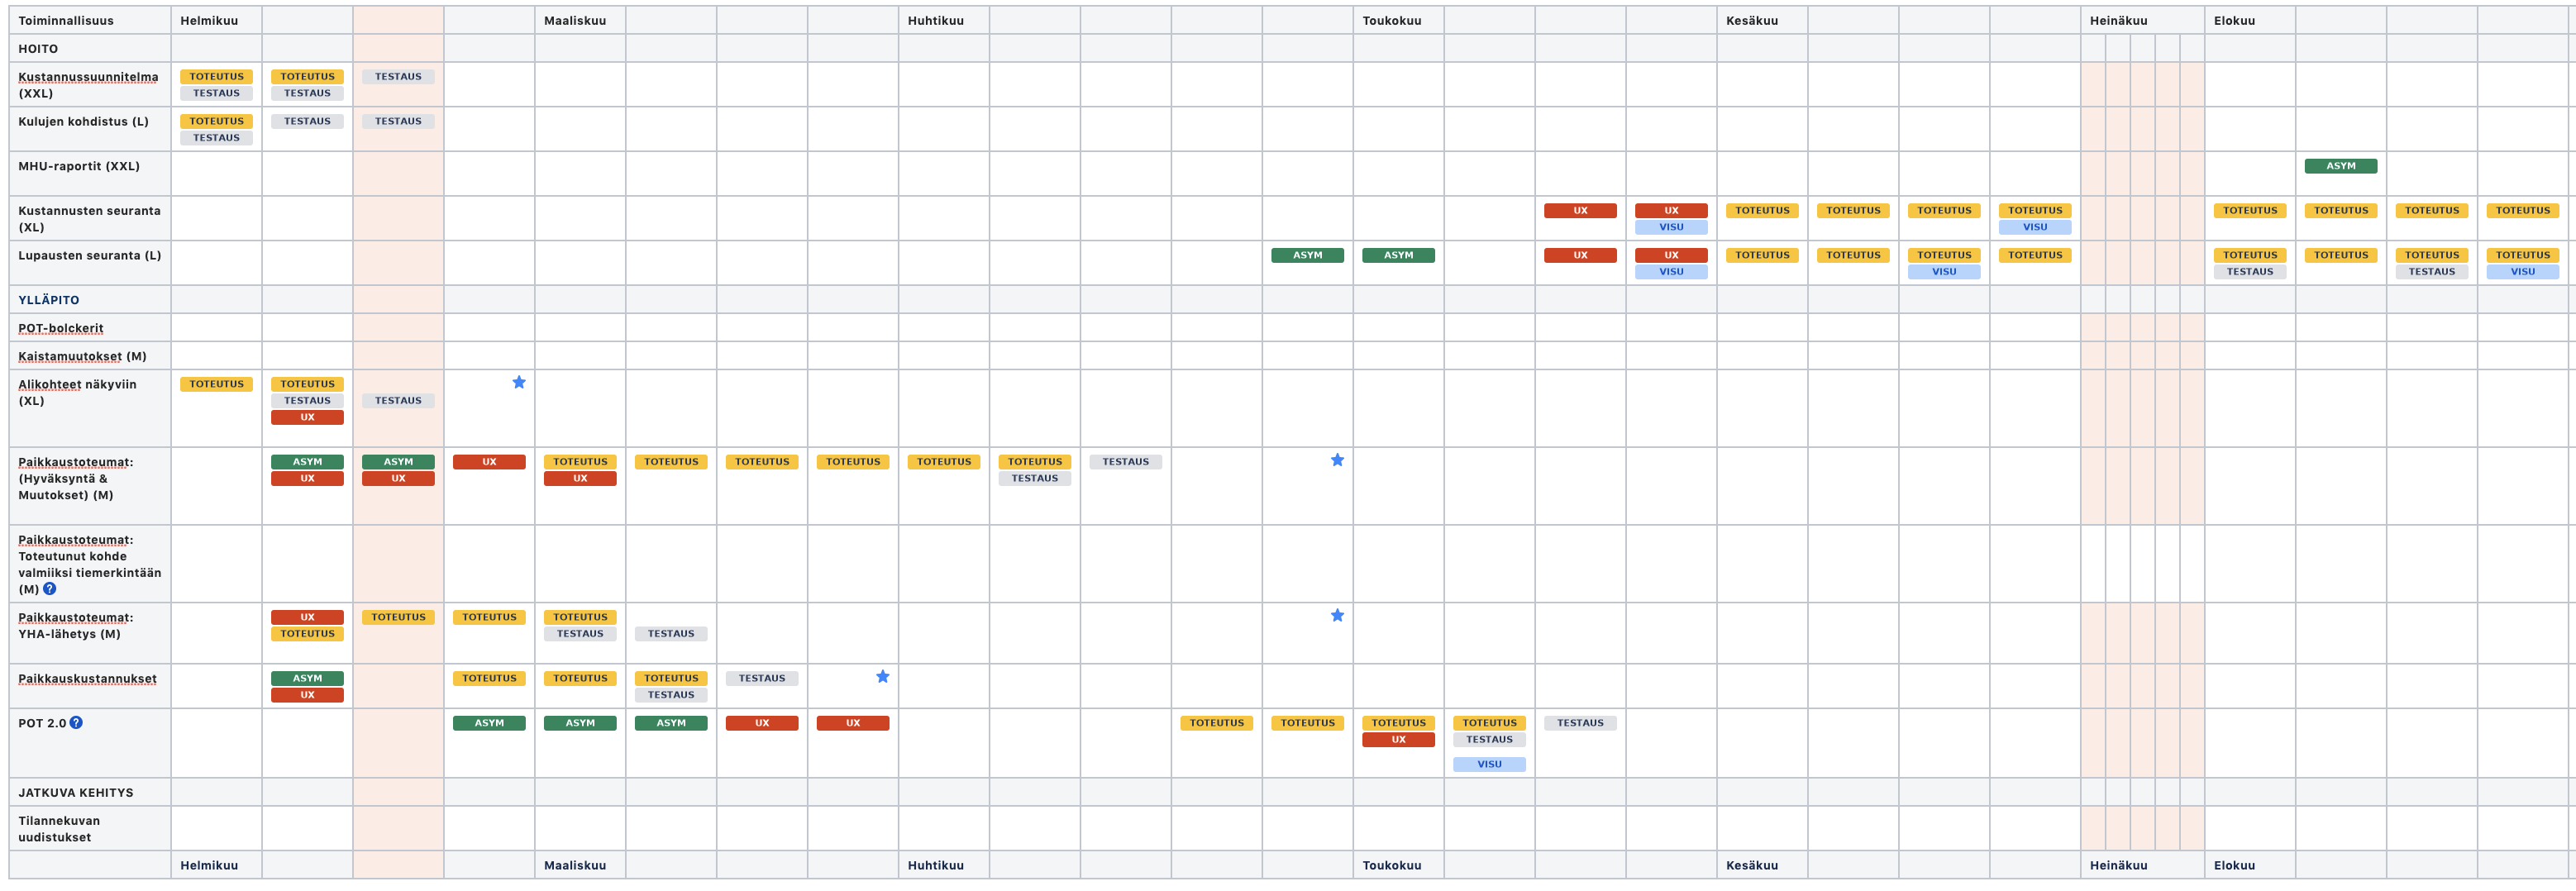 Toiminnallisuus Helmikuu Maaliskuu Huhtikuu Toukokuu Kesäkuu Heinäkuu Elokuu
HOITO
Kustannussuunnitelma TOTEUTUS TOTEUTUS TESTAUS
(XXL) TESTAUS TESTAUS
Kulujen kohdistus (L) TOTEUTUS TESTAUS TESTAUS
TESTAUS
MHU-raportit (XXL) ASYM
Kustannusten seuranta UX UX TOTEUTUS TOTEUTUS TOTEUTUS TOTEUTUS TOTEUTUS TOTEUTUS TOTEUTUS TOTEUTUS
(XL) VISU VISU
Lupausten seuranta (L) ASYM ASYM UX UX TOTEUTUS TOTEUTUS TOTEUTUS TOTEUTUS TOTEUTUS TOTEUTUS TOTEUTUS TOTEUTUS
VISU VISU TESTAUS TESTAUS VISU
YLLÄPITO
POT-bolckerit
Kaistamuutokset (M)
Alikohteet näkyviin TOTEUTUS TOTEUTUS
(XL) TESTAUS TESTAUS
UX
Paikkaustoteumat: ASYM ASYM UX TOTEUTUS TOTEUTUS TOTEUTUS TOTEUTUS TOTEUTUS TOTEUTUS TESTAUS
(Hyväksyntä & UX UX UX TESTAUS
Muutokset) (M)
Paikkaustoteumat:
Toteutunut kohde
valmiiksi tiemerkintään
(M) ?
Paikkaustoteumat: UX TOTEUTUS TOTEUTUS TOTEUTUS
YHA-lähetys (M) TOTEUTUS TESTAUS TESTAUS
Paikkauskustannukset ASYM TOTEUTUS TOTEUTUS TOTEUTUS TESTAUS
UX TESTAUS
POT 2.0 ? ASYM ASYM ASYM UX UX TOTEUTUS TOTEUTUS TOTEUTUS TOTEUTUS TESTAUS
UX TESTAUS
VISU
JATKUVA KEHITYS
Tilannekuvan
uudistukset
Helmikuu Maaliskuu Huhtikuu Toukokuu Kesäkuu Heinäkuu Elokuu